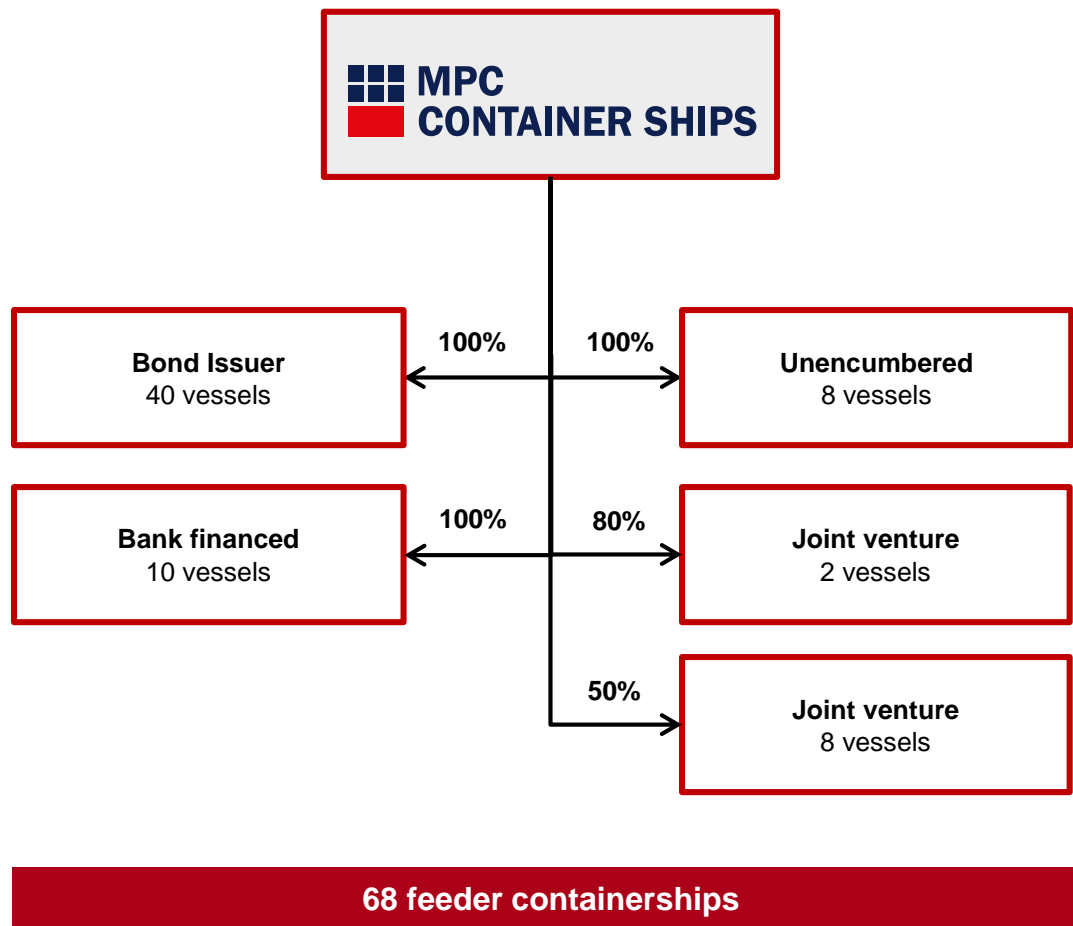 MPC
CONTAINER SHIPS
100%
100%
Bond Issuer
40 vessels
Unencumbered
8 vessels
100%
80%
Bank financed
10 vessels
Joint venture
2 vessels
50%
Joint venture
8 vessels
68 feeder containerships